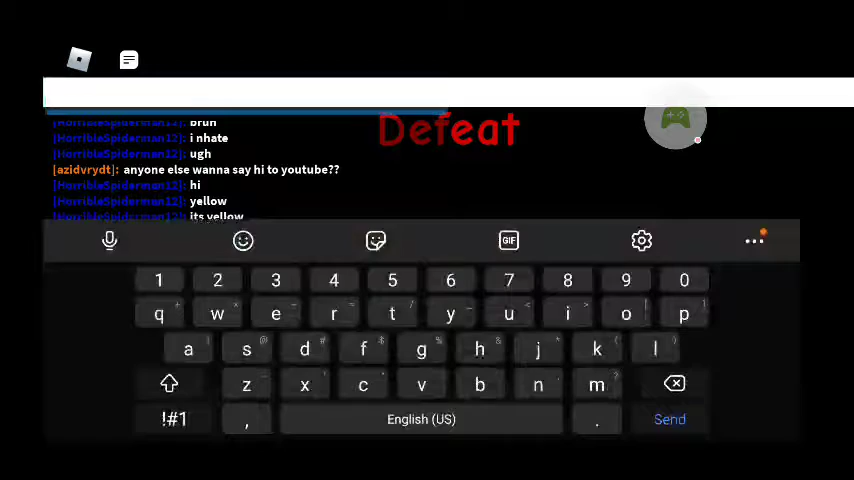 [HorribleSpiderman12]: bruh
Defeat
[HorribleSpiderman12]: i nhate
[HorribleSpiderman12]: ugh
[azidvrydt]: anyone else wanna say hi to youtube??
[HorribleSpiderman12]: hi
[HorribleSpiderman12]: yellow
[HorribleSpiderman12]: its yellow
GIF
1 2 3 4 5 6 7 8 9 0
q w e r t y u i o p
a s d f g h j k l
z x c v b n m
!#1 , English (US) . Send